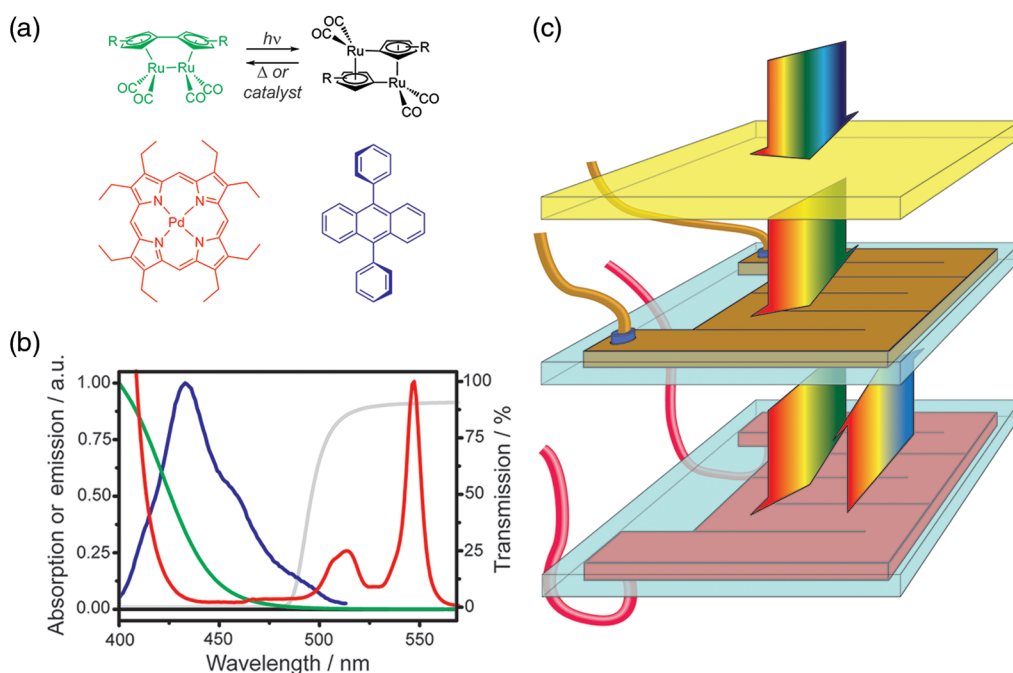 (a)
OC
OC
R
R
hν
Ru
R
Ru
Ru
Δ or
catalyst
R
Ru
OC
OC
CO
CO
CO
CO
N
N
Pd
N
N
(b)
1.00
0.75
0.50
0.25
0.00
Absorption or emission / a.u.
100
75
50
25
0
Transmission / %
400
450
500
550
Wavelength / nm
(c)